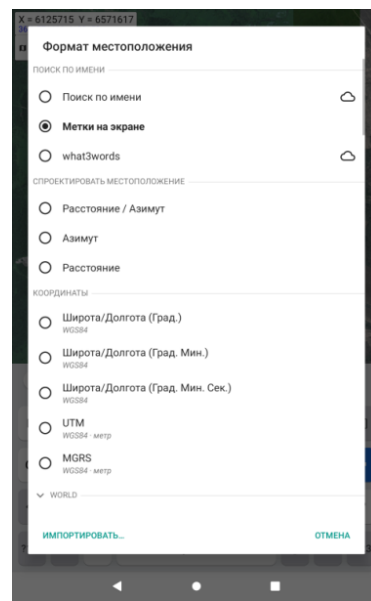 X = 6125715 Y = 6571617
36
Формат местоположения
ПОИСК ПО ИМЕНИ
Поиск по имени
Метки на экране
what3words
СПРОЕКТИРОВАТЬ МЕСТОПОЛОЖЕНИЕ
Расстояние / Азимут
Азимут
Расстояние
КООРДИНАТЫ
Широта/Долгота (Град.)
WGS84
Широта/Долгота (Град. Мин.)
WGS84
Широта/Долгота (Град. Мин. Сек.)
WGS84
UTM
WGS84 · метр
MGRS
WGS84 · метр
WORLD
ИМПОРТИРОВАТЬ... ОТМЕНА